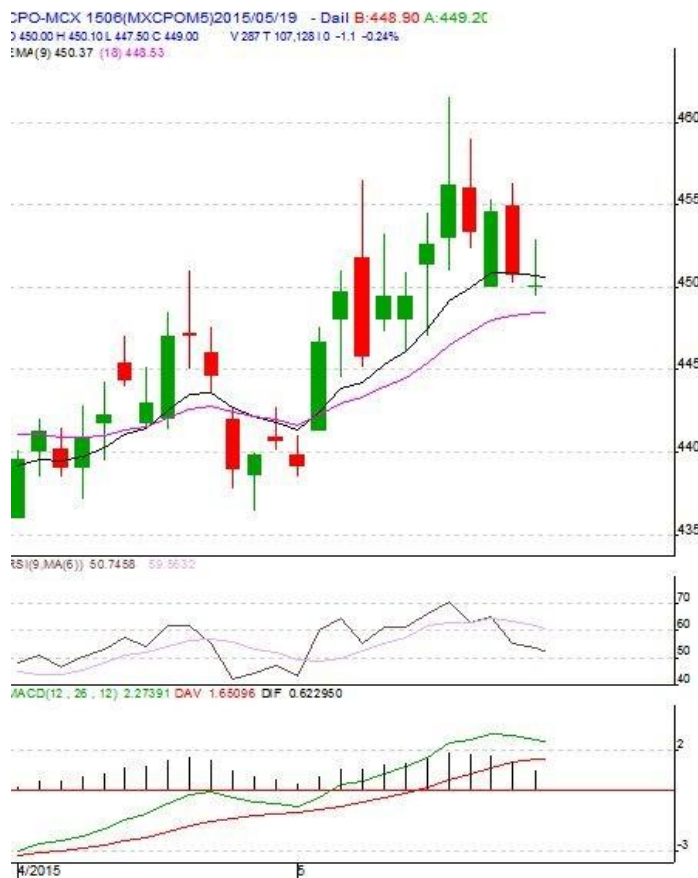 CPO-MCX 1506(MXCPOM5)2015/05/19 - Dail B:448.90 A:449.20
O 450.00 H 450.10 L 447.50 C 449.00 V 287 T 107,128 I 0 -1.1 -0.24%
EMA(9) 450.37 (18) 448.53
460
455
450
445
440
435
RSI(9,MA(6)) 50.7458 59.5632
70
60
50
40
MACD(12, 26, 12) 2.27391 DAV 1.65096 DIF 0.622950
2
-3
4/2015 5